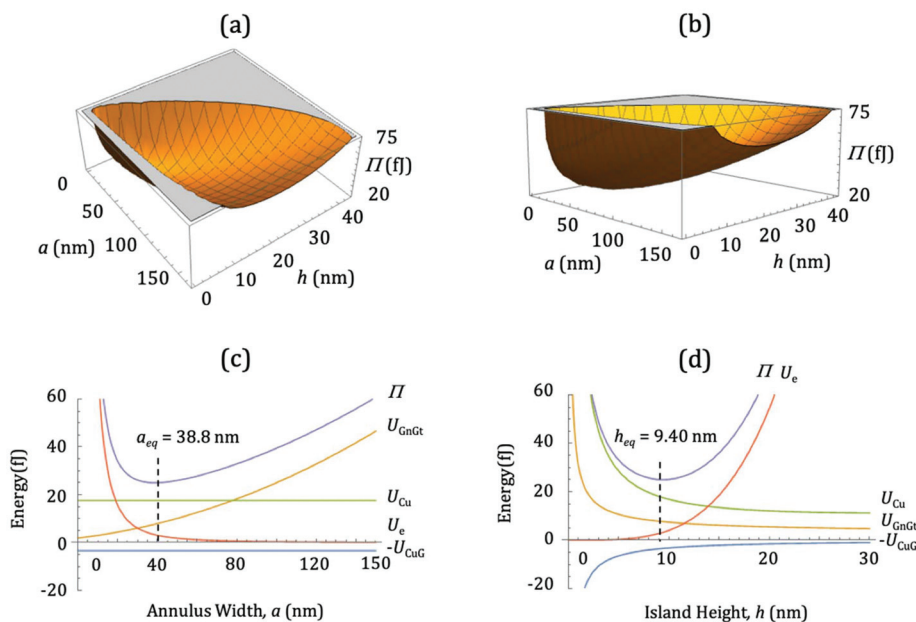 (a)
75
Π (fJ)
20
0
50
100
150
a (nm)
0
10
20
30
40
h (nm)
(b)
75
Π (fJ)
20
0
50
100
150
a (nm)
0
10
20
30
40
h (nm)
(c)
60
40
20
0
-20
Energy(fJ)
a_eq = 38.8 nm
Π
U_GnGt
U_Cu
U_e
-U_CuG
0 40 80 120 150
Annulus Width, a (nm)
(d)
Π U_e
60
40
20
0
-20
Energy(fJ)
h_eq = 9.40 nm
U_Cu
U_GnGt
-U_CuG
0 10 20 30
Island Height, h (nm)